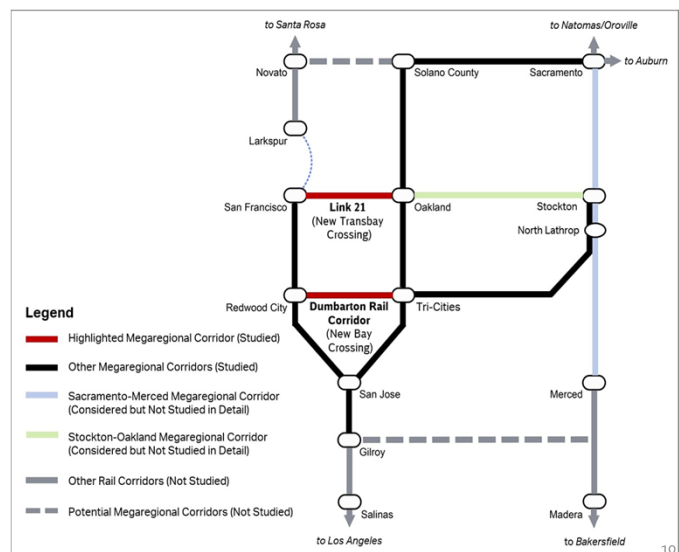 to Santa Rosa
to Natomas/Oroville
to Auburn
Novato
Solano County
Sacramento
Larkspur
San Francisco
Link 21
(New Transbay
Crossing)
Oakland
Stockton
North Lathrop
Redwood City
Dumbarton Rail
Corridor
(New Bay
Crossing)
Tri-Cities
San Jose
Merced
Gilroy
Salinas
Madera
to Los Angeles
to Bakersfield
Legend
Highlighted Megaregional Corridor (Studied)
Other Megaregional Corridors (Studied)
Sacramento-Merced Megaregional Corridor
(Considered but Not Studied in Detail)
Stockton-Oakland Megaregional Corridor
(Considered but Not Studied in Detail)
Other Rail Corridors (Not Studied)
Potential Megaregional Corridors (Not Studied)